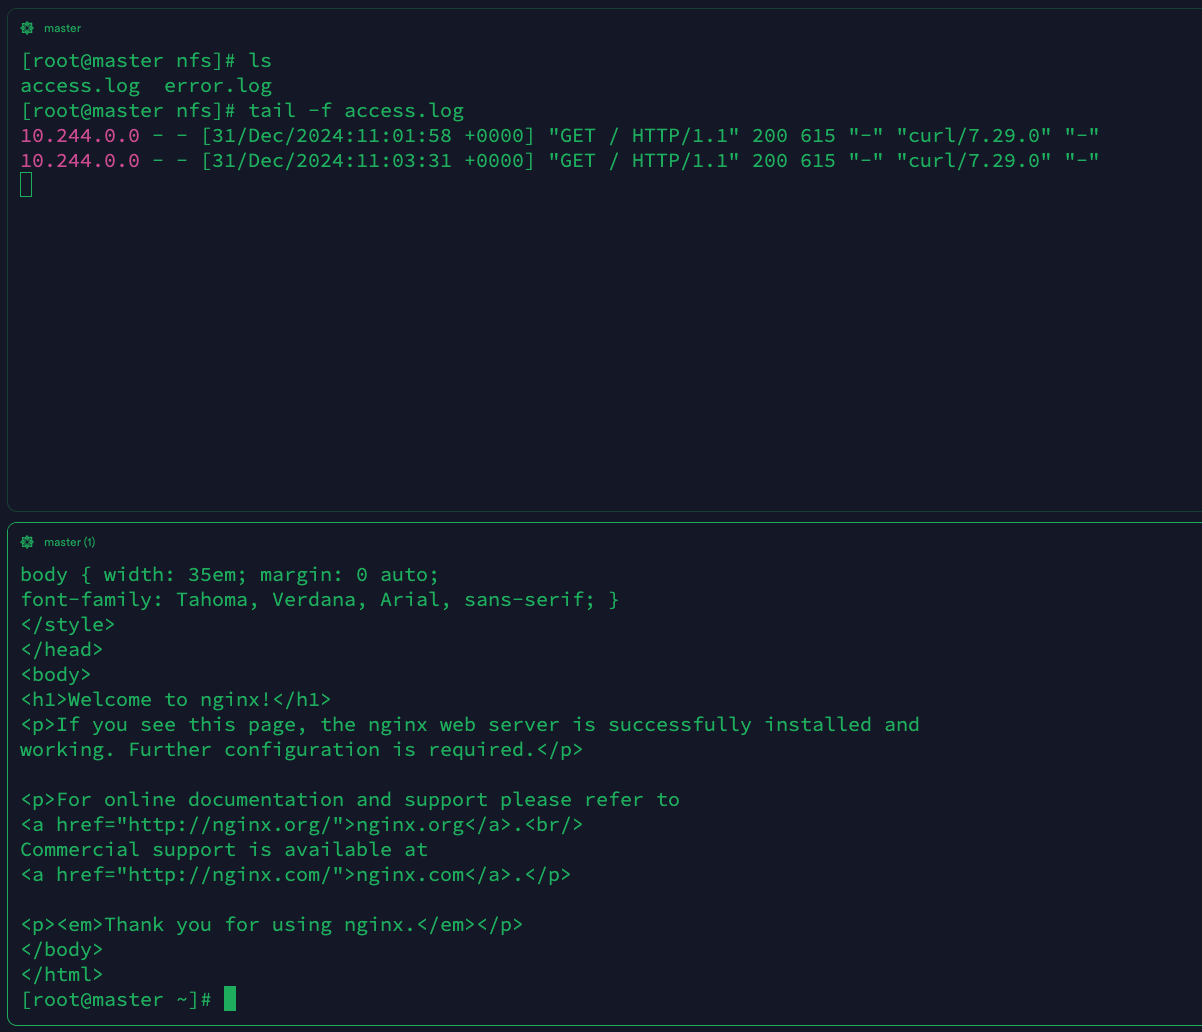 master
[root@master nfs]# ls
access.log  error.log
[root@master nfs]# tail -f access.log
10.244.0.0 - - [31/Dec/2024:11:01:58 +0000] "GET / HTTP/1.1" 200 615 "-" "curl/7.29.0" "-"
10.244.0.0 - - [31/Dec/2024:11:03:31 +0000] "GET / HTTP/1.1" 200 615 "-" "curl/7.29.0" "-"
master (1)
body { width: 35em; margin: 0 auto;
font-family: Tahoma, Verdana, Arial, sans-serif; }
</style>
</head>
<body>
<h1>Welcome to nginx!</h1>
<p>If you see this page, the nginx web server is successfully installed and
working. Further configuration is required.</p>
<p>For online documentation and support please refer to
<a href="http://nginx.org/">nginx.org</a>.<br/>
Commercial support is available at
<a href="http://nginx.com/">nginx.com</a>.</p>
<p><em>Thank you for using nginx.</em></p>
</body>
</html>
[root@master ~]#